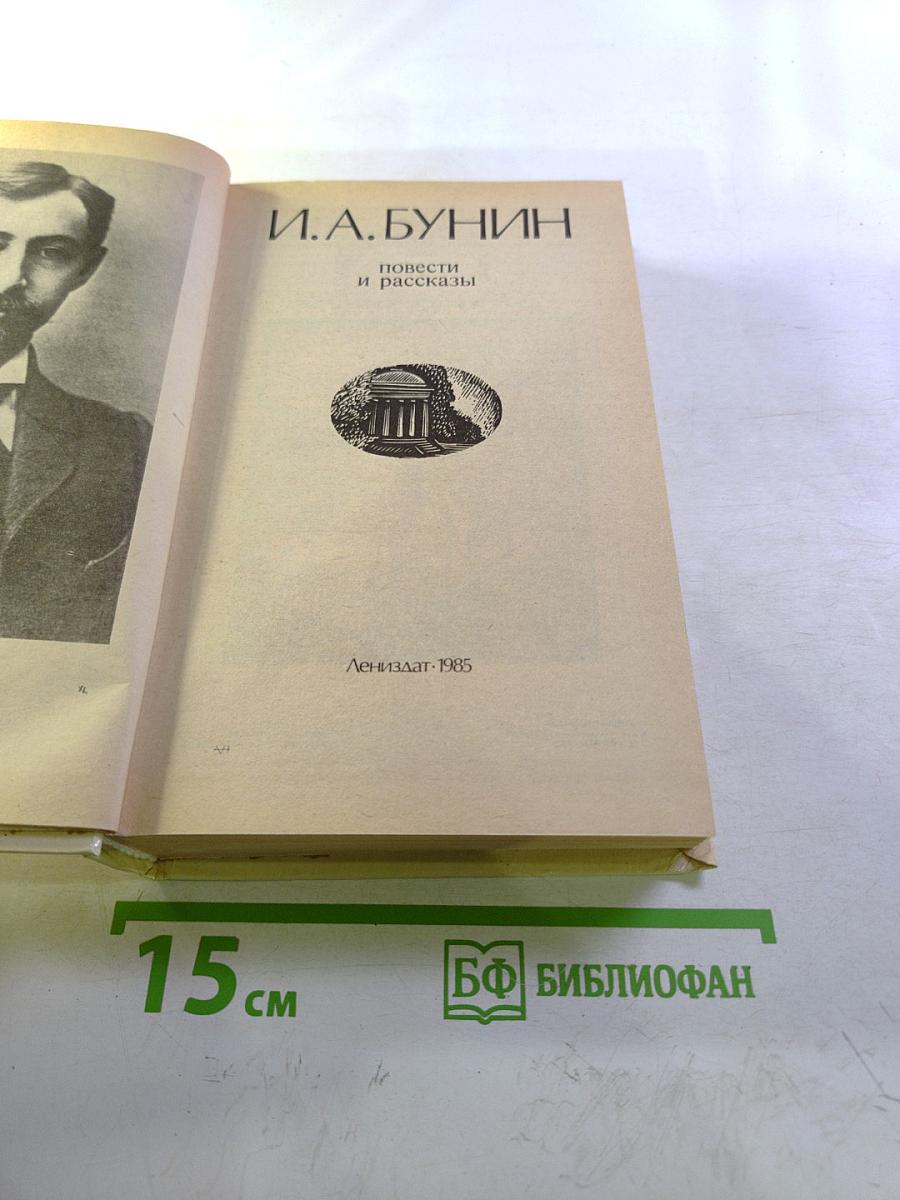 И. А. БУНИН
повести
и рассказы
Лениздат · 1985
15 см
БФ БИБЛИОФАН